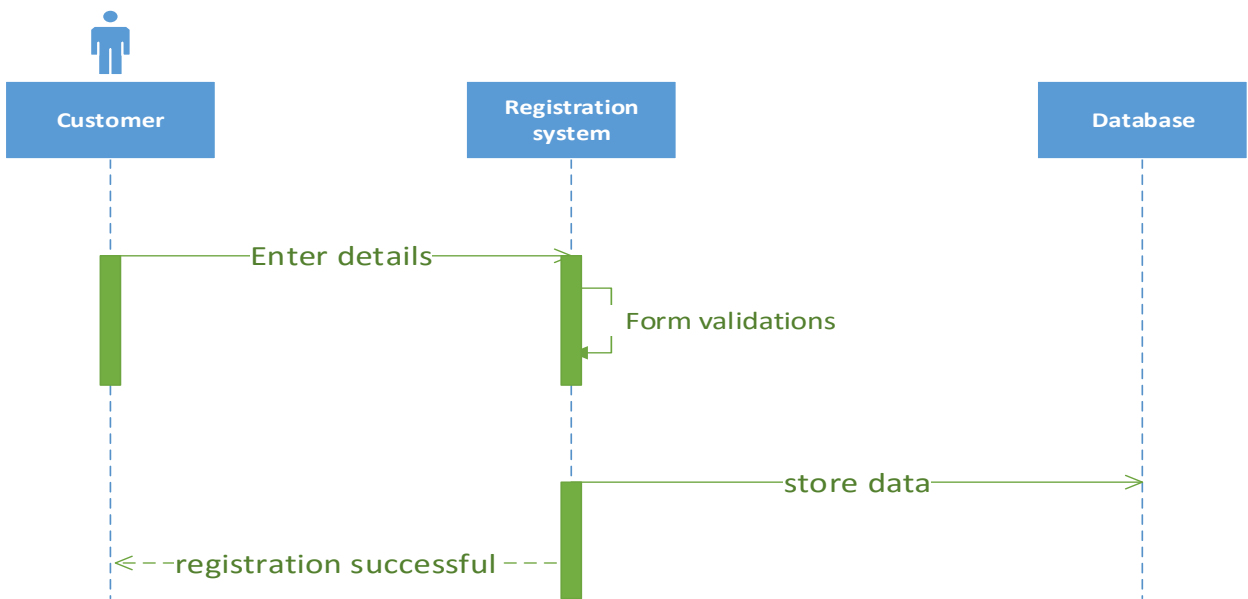 Customer
Registration
system
Database
Enter details
Form validations
store data
registration successful